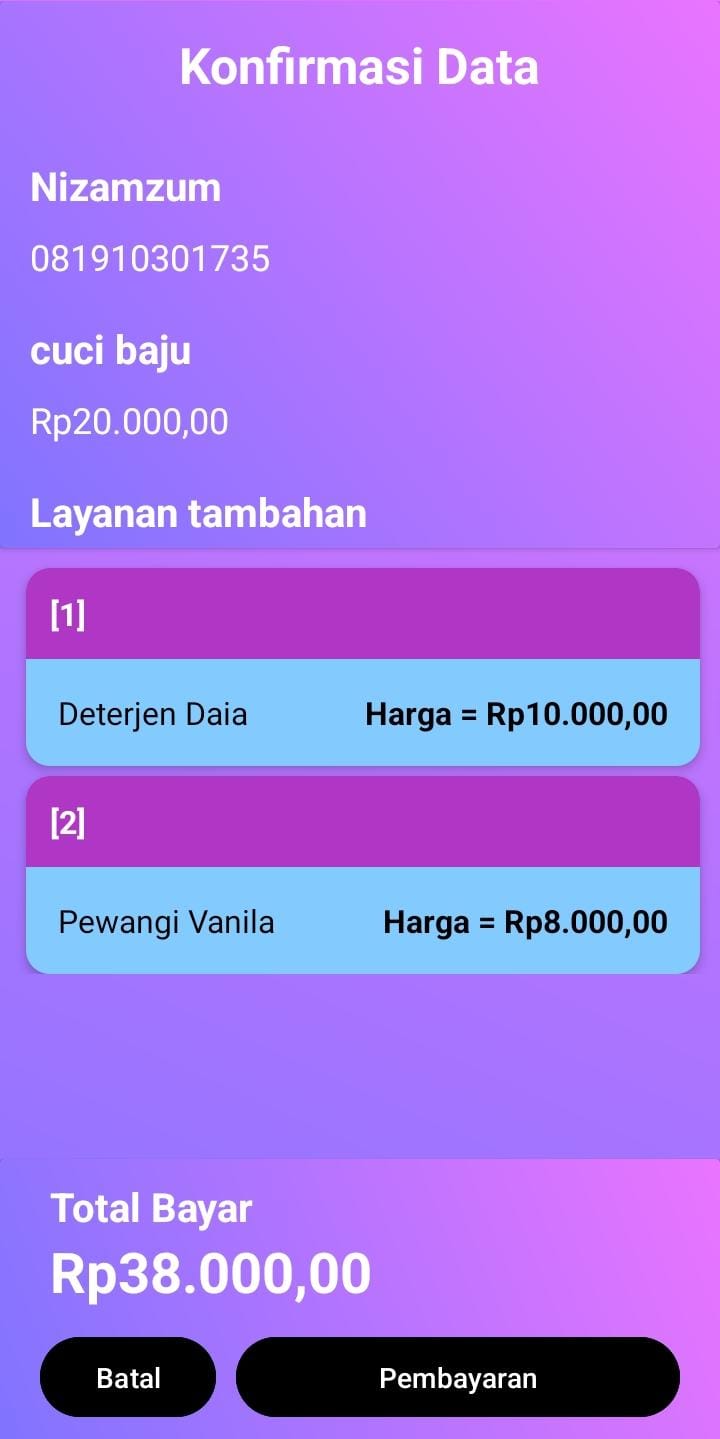 Konfirmasi Data
Nizamzum
081910301735
cuci baju
Rp20.000,00
Layanan tambahan
[1]
Deterjen Daia Harga = Rp10.000,00
[2]
Pewangi Vanila Harga = Rp8.000,00
Total Bayar
Rp38.000,00
Batal Pembayaran